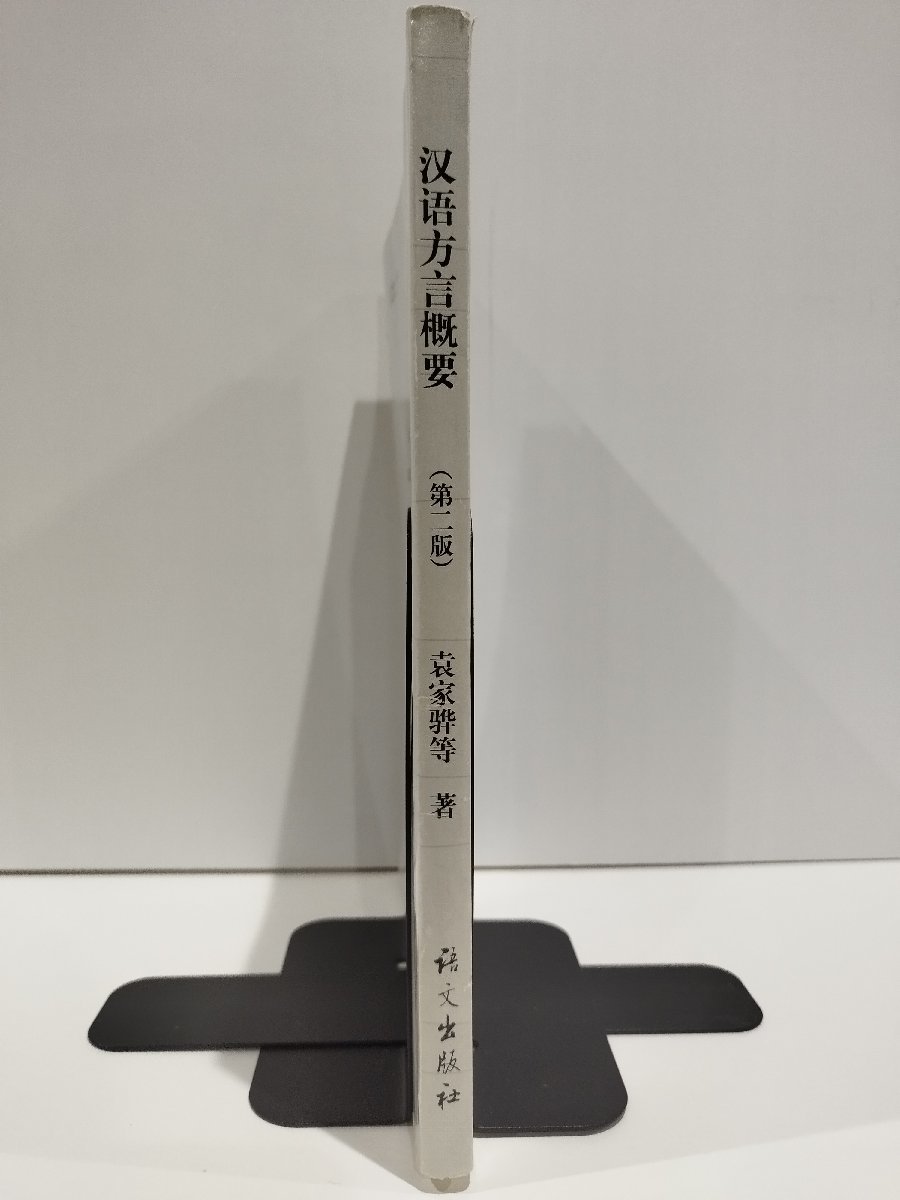 汉语方言概要
（第二版）
袁家骅等 著
语文出版社